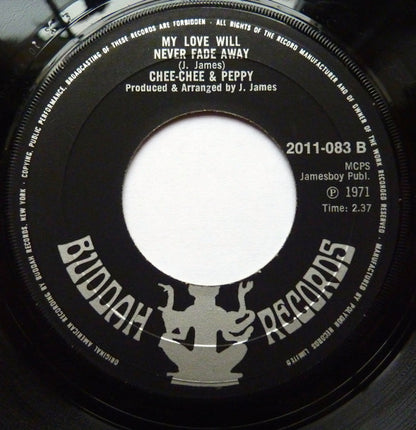 MY LOVE WILL
NEVER FADE AWAY
(J. James)
CHEE-CHEE & PEPPY
Produced & Arranged by J. James
2011-083 B
MCPS
Jamesboy Publ.
Ⓟ 1971
Time: 2.37
BUDDAH RECORDS
ORIGINAL AMERICAN RECORDING BY BUDDAH RECORDS, NEW YORK · COPYING, PUBLIC PERFORMANCE, BROADCASTING OF THESE RECORDS ARE FORBIDDEN · ALL RIGHTS OF THE RECORD MANUFACTURER AND OF OWNER OF THE WORK RECORDED RESERVED · MANUFACTURED BY POLYDOR RECORDS LIMITED